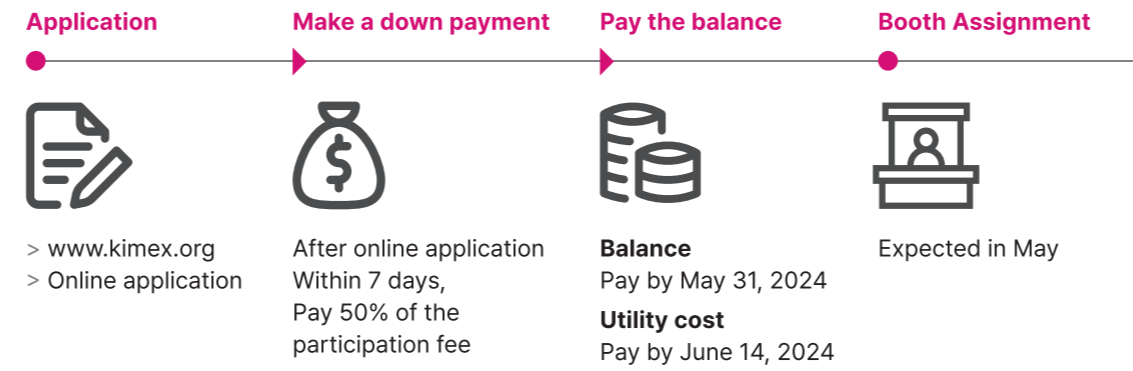 Application
> www.kimex.org
> Online application
Make a down payment
$
After online application
Within 7 days,
Pay 50% of the
participation fee
Pay the balance
Balance
Pay by May 31, 2024
Utility cost
Pay by June 14, 2024
Booth Assignment
Expected in May